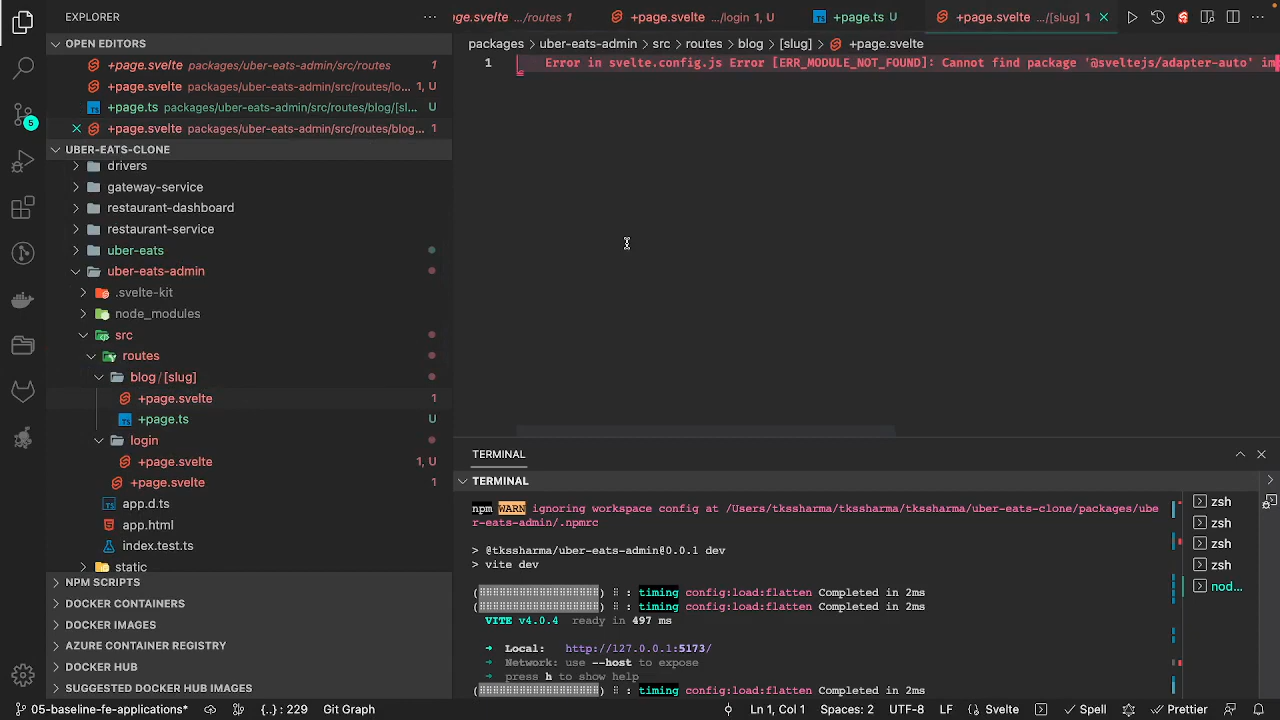 EXPLORER
OPEN EDITORS
+page.svelte packages/uber-eats-admin/src/routes 1
+page.svelte packages/uber-eats-admin/src/routes/lo... 1, U
+page.ts packages/uber-eats-admin/src/routes/blog/[sl... U
+page.svelte packages/uber-eats-admin/src/routes/blog... 1
UBER-EATS-CLONE
drivers
gateway-service
restaurant-dashboard
restaurant-service
uber-eats
uber-eats-admin
.svelte-kit
node_modules
src
routes
blog/[slug]
+page.svelte 1
+page.ts U
login
+page.svelte 1, U
+page.svelte 1
app.d.ts
app.html
index.test.ts
static
NPM SCRIPTS
DOCKER CONTAINERS
DOCKER IMAGES
AZURE CONTAINER REGISTRY
DOCKER HUB
SUGGESTED DOCKER HUB IMAGES
5
page.svelte .../routes 1
+page.svelte .../login 1, U
+page.ts U
+page.svelte .../[slug] 1
packages > uber-eats-admin > src > routes > blog > [slug] > +page.svelte
1 Error in svelte.config.js Error [ERR_MODULE_NOT_FOUND]: Cannot find package '@sveltejs/adapter-auto' im
TERMINAL
TERMINAL
npm WARN ignoring workspace config at /Users/tkssharma/tkssharma/uber-eats-clone/packages/ube
r-eats-admin/.npmrc
> @tkssharma/uber-eats-admin@0.0.1 dev
> vite dev
: timing config:load:flatten Completed in 2ms
: timing config:load:flatten Completed in 2ms
VITE v4.0.4 ready in 497 ms
➜ Local: http://127.0.0.1:5173/
➜ Network: use --host to expose
➜ press h to show help
: timing config:load:flatten Completed in 2ms
zsh
zsh
zsh
zsh
nod...
05-baseline-fe-applications* {..}: 229 Git Graph Ln 1, Col 1 Spaces: 2 UTF-8 LF Svelte Spell Prettier